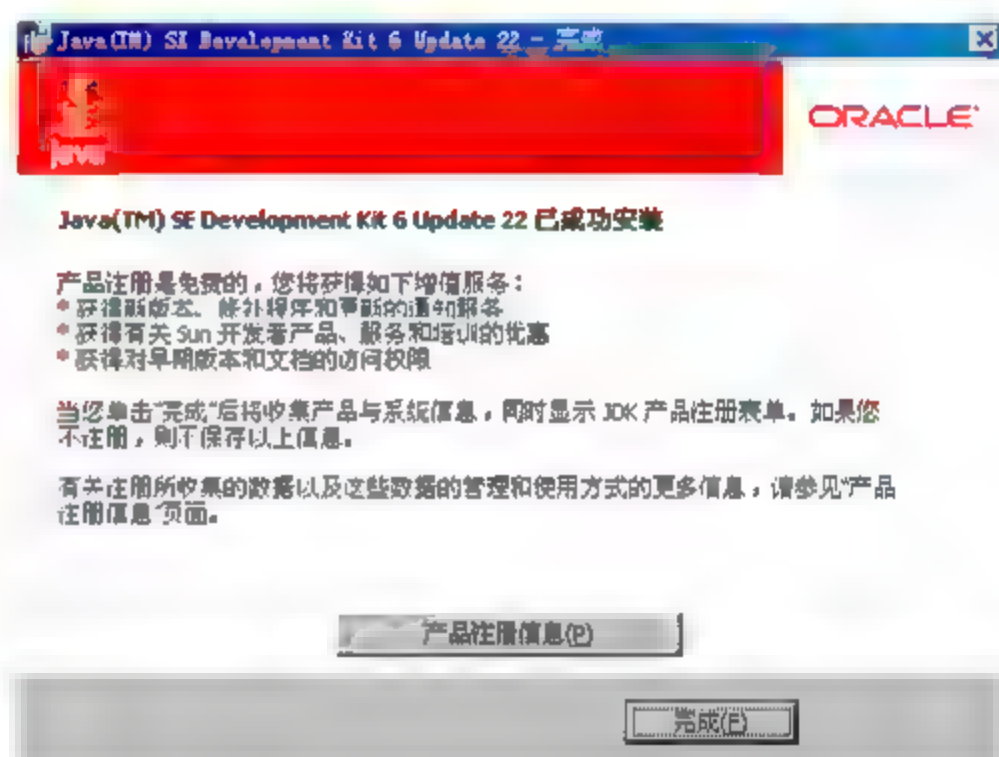 Java(TM) SE Development Kit 6 Update 22 - 完成
Java
ORACLE
Java(TM) SE Development Kit 6 Update 22 已成功安装
产品注册是免费的，您将获得如下增值服务：
* 获得新版本、修补程序和更新的通知服务
* 获得有关 Sun 开发者产品、服务和培训的优惠
* 获得对早期版本和文档的访问权限
当您单击“完成”后将收集产品与系统信息，同时显示 JDK 产品注册表单。如果您
不注册，则不保存以上信息。
有关注册所收集的数据以及这些数据的管理和使用方式的更多信息，请参见“产品
注册信息”页面。
产品注册信息(P)
完成(F)